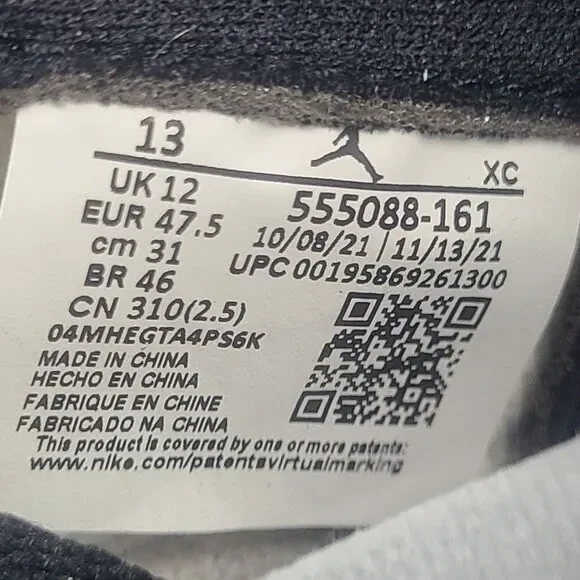 13
XC
UK 12
EUR 47.5
cm 31
BR 46
CN 310(2.5)
04MHEGTA4PS6K
555088-161
10/08/21 | 11/13/21
UPC 00195869261300
MADE IN CHINA
HECHO EN CHINA
FABRIQUE EN CHINE
FABRICADO NA CHINA
This product is covered by one or more patents:
www.nike.com/patentsvirtualmarking